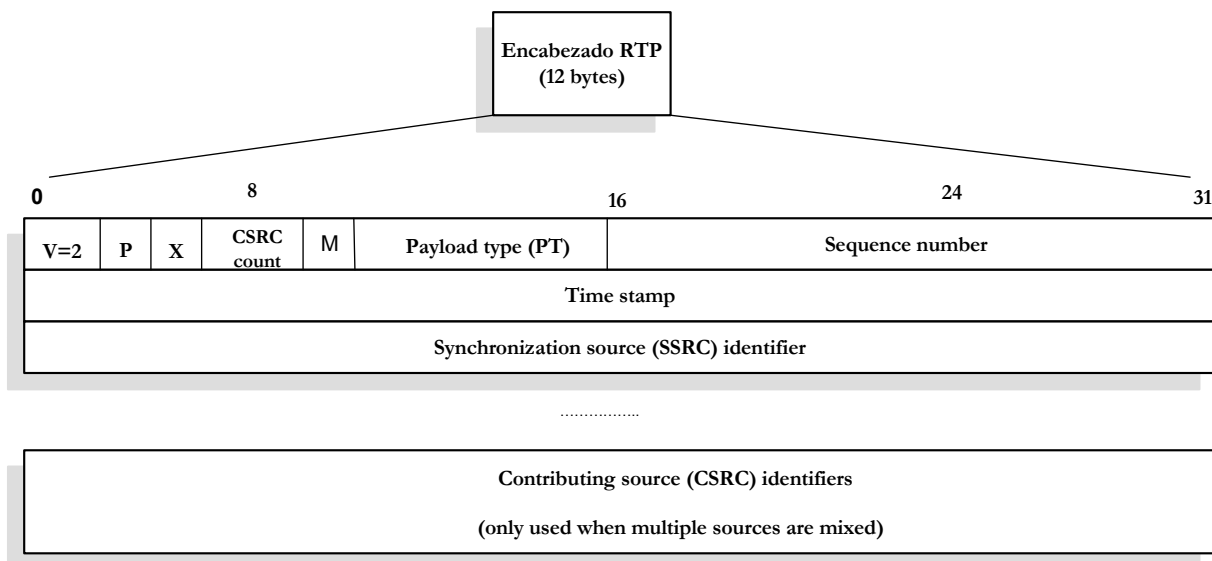 Encabezado RTP
(12 bytes)
0
8
16
24
31
V=2
P
X
CSRC
count
M
Payload type (PT)
Sequence number
Time stamp
Synchronization source (SSRC) identifier
.................
Contributing source (CSRC) identifiers
(only used when multiple sources are mixed)